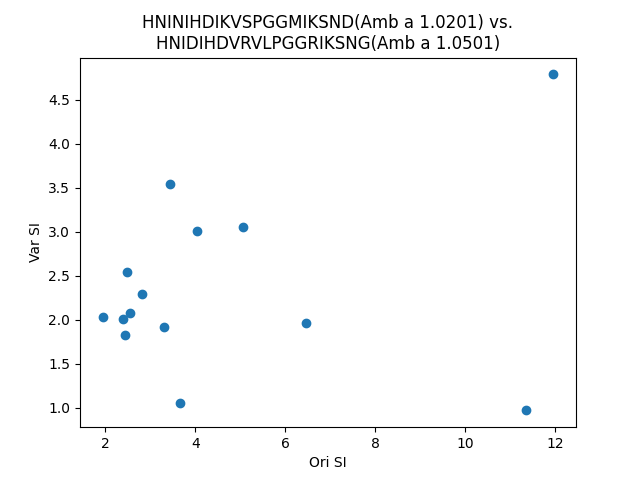 HNINIHDIKVSPGGMIKSND(Amb a 1.0201) vs.
HNIDIHDVRVLPGGRIKSNG(Amb a 1.0501)
4.5
4.0
3.5
3.0
2.5
2.0
1.5
1.0
Var SI
2 4 6 8 10 12
Ori SI